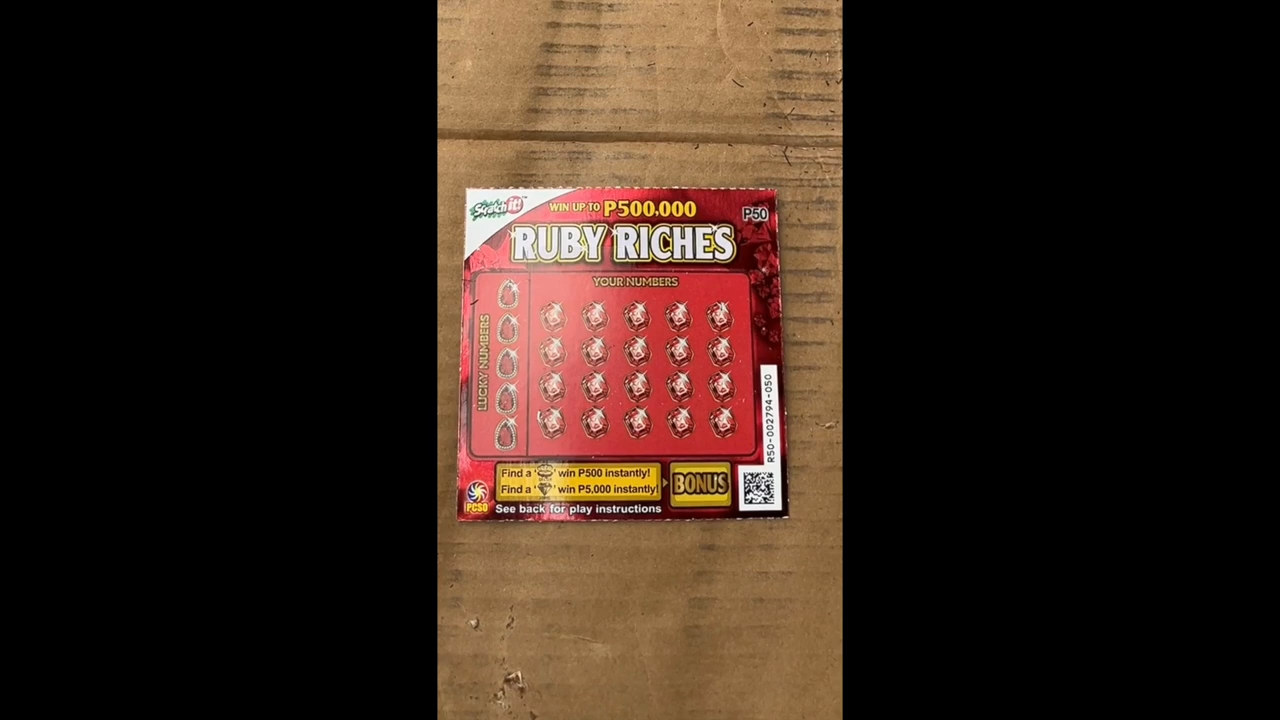 Scratch it!™
WIN UP TO P500,000
P50
RUBY RICHES
YOUR NUMBERS
LUCKY NUMBERS
Find a ' ' win P500 instantly!
Find a ' ' win P5,000 instantly!
BONUS
R50-002794-050
PCSO
See back for play instructions